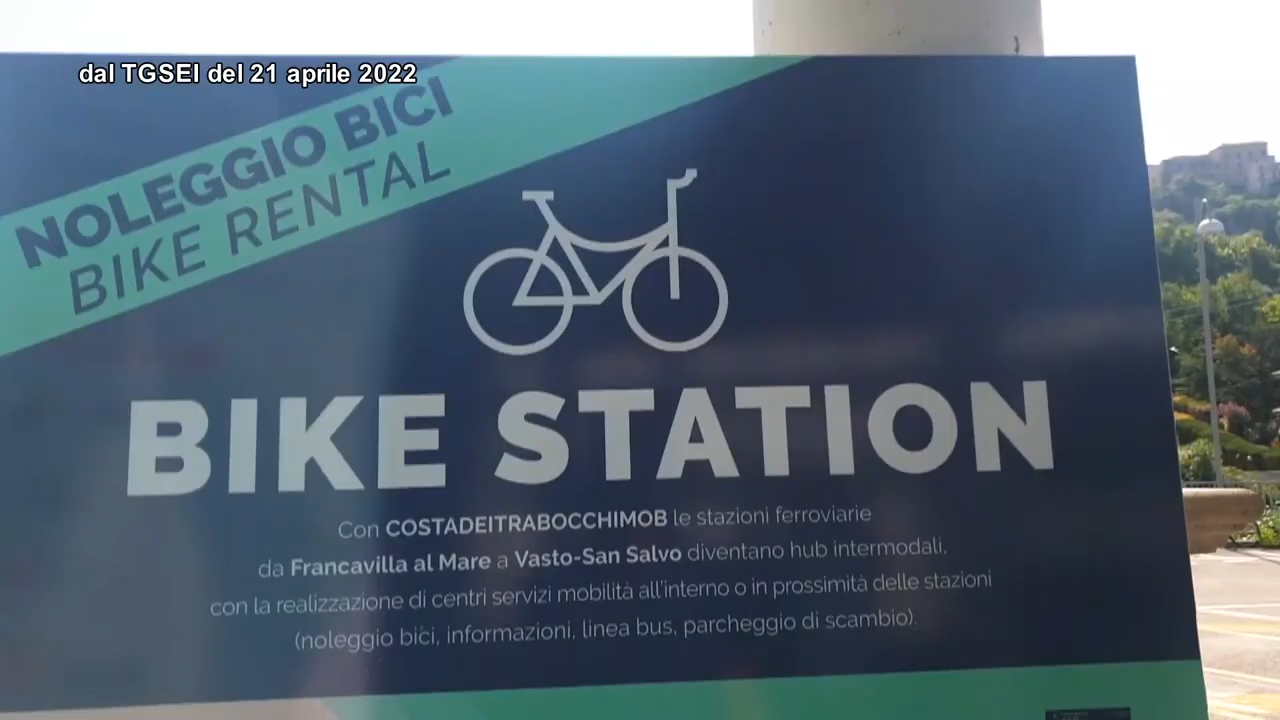 dal TGSEI del 21 aprile 2022
NOLEGGIO BICI
BIKE RENTAL
BIKE STATION
Con COSTADEITRABOCCHIMOB le stazioni ferroviarie
da Francavilla al Mare a Vasto-San Salvo diventano hub intermodali,
con la realizzazione di centri servizi mobilità all'interno o in prossimità delle stazioni
(noleggio bici, informazioni, linea bus, parcheggio di scambio).